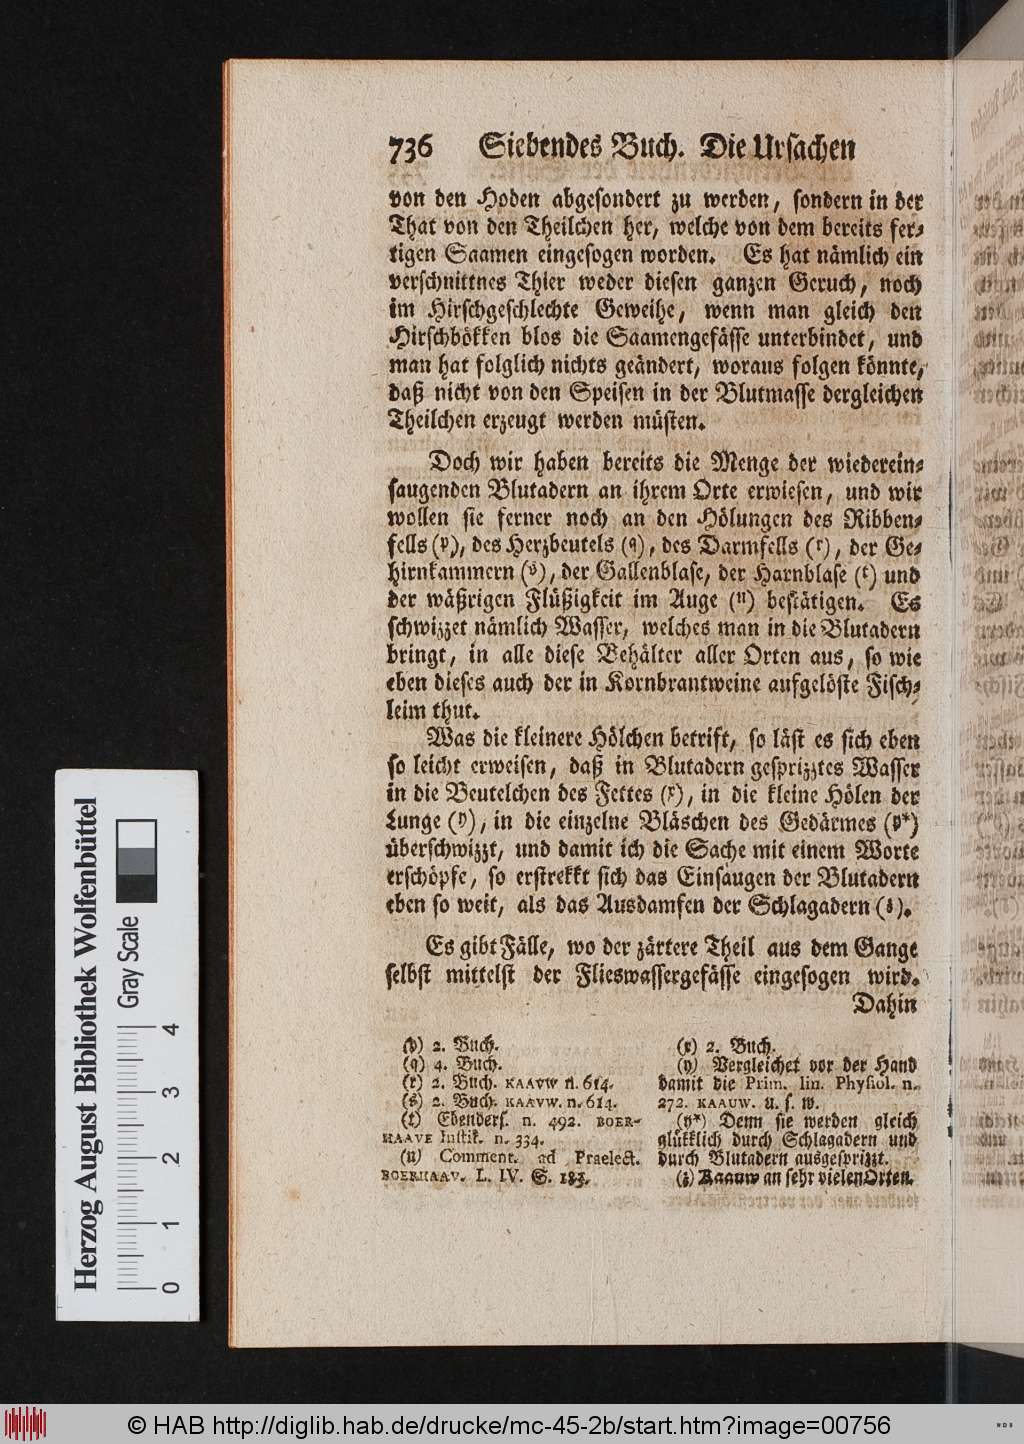 736 Siebendes Buch. Die Ursachen
von den Hoden abgesondert zu werden, sondern in der
That von den Theilchen her, welche von dem bereits fer-
tigen Saamen eingesogen worden. Es hat nämlich ein
verschnittnes Thier weder diesen ganzen Geruch, noch
im Hirschgeschlechte Geweihe, wenn man gleich den
Hirschbökken blos die Saamengefässe unterbindet, und
man hat folglich nichts geändert, woraus folgen könnte,
daß nicht von den Speisen in der Blutmasse dergleichen
Theilchen erzeugt werden müsten.
Doch wir haben bereits die Menge der wiederein-
saugenden Blutadern an ihrem Orte erwiesen, und wir
wollen sie ferner noch an den Hölungen des Ribben-
fells (p), des Herzbeutels (q), des Darmfells (r), der Ge-
hirnkammern (s), der Gallenblase, der Harnblase (t) und
der wäßrigen Flüßigkeit im Auge (u) bestätigen. Es
schwizzet nämlich Wasser, welches man in die Blutadern
bringt, in alle diese Behälter aller Orten aus, so wie
eben dieses auch der in Kornbrantweine aufgelöste Fisch-
leim thut.
Was die kleinere Hölchen betrift, so läst es sich eben
so leicht erweisen, daß in Blutadern gesprizztes Wasser
in die Beutelchen des Fettes (x), in die kleine Hölen der
Lunge (y), in die einzelne Bläschen des Gedärmes (y*)
überschwizzt, und damit ich die Sache mit einem Worte
erschöpfe, so erstrekkt sich das Einsaugen der Blutadern
eben so weit, als das Ausdamfen der Schlagadern (z).
Es gibt Fälle, wo der zärtere Theil aus dem Gange
selbst mittelst der Flieswassergefässe eingesogen wird.
Dahin
(p) 2. Buch.
(q) 4. Buch.
(r) 2. Buch. KAAVW n. 614.
(s) 2. Buch. KAAVW. n. 614.
(t) Ebenders. n. 492. BOER-
HAAVE Instit. n. 334.
(u) Comment. ad Praelect.
BOERHAAV. L. IV. S. 183.
(x) 2. Buch.
(y) Vergleichet vor der Hand
damit die Prim. lin. Physiol. n.
272. KAAUW. u. s. w.
(y*) Denn sie werden gleich
glükklich durch Schlagadern und
durch Blutadern ausgesprizzt.
(z) Kaauw an sehr vielen Orten.
Herzog August Bibliothek Wolfenbüttel
Gray Scale
0 1 2 3 4
© HAB http://diglib.hab.de/drucke/mc-45-2b/start.htm?image=00756